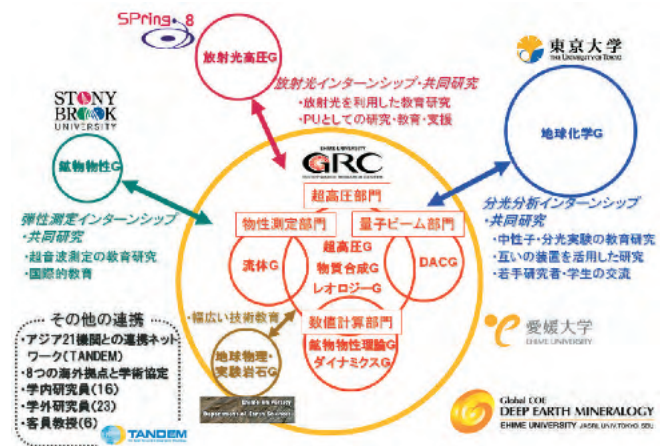 SPring-8
放射光高圧G
放射光インターンシップ・共同研究
・放射光を利用した教育研究
・PUとしての研究・教育・支援
東京大学
THE UNIVERSITY OF TOKYO
地球化学G
STONY
BROOK
UNIVERSITY
鉱物物性G
EHIME UNIVERSITY
GRC
超高圧部門
物性測定部門
量子ビーム部門
弾性測定インターンシップ
・共同研究
・超音波測定の教育研究
・国際的教育
分光分析インターンシップ・
共同研究
・中性子・分光実験の教育研究
・互いの装置を活用した研究
・若手研究者・学生の交流
流体G
超高圧G
物質合成G
レオロジーG
DACG
数値計算部門
鉱物物性理論G
ダイナミクスG
・幅広い技術教育
地球物理・
実験岩石G
その他の連携
・アジア21機関との連携ネット
ワーク(TANDEM)
・8つの海外拠点と学術協定
・学内研究員(16)
・学外研究員(23)
・客員教授(6)
TANDEM
Department of Earth Sciences
愛媛大学
EHIME UNIVERSITY
Global COE
DEEP EARTH MINERALOGY
EHIME UNIVERSITY JASRI, UNIV.TOKYO, SBU